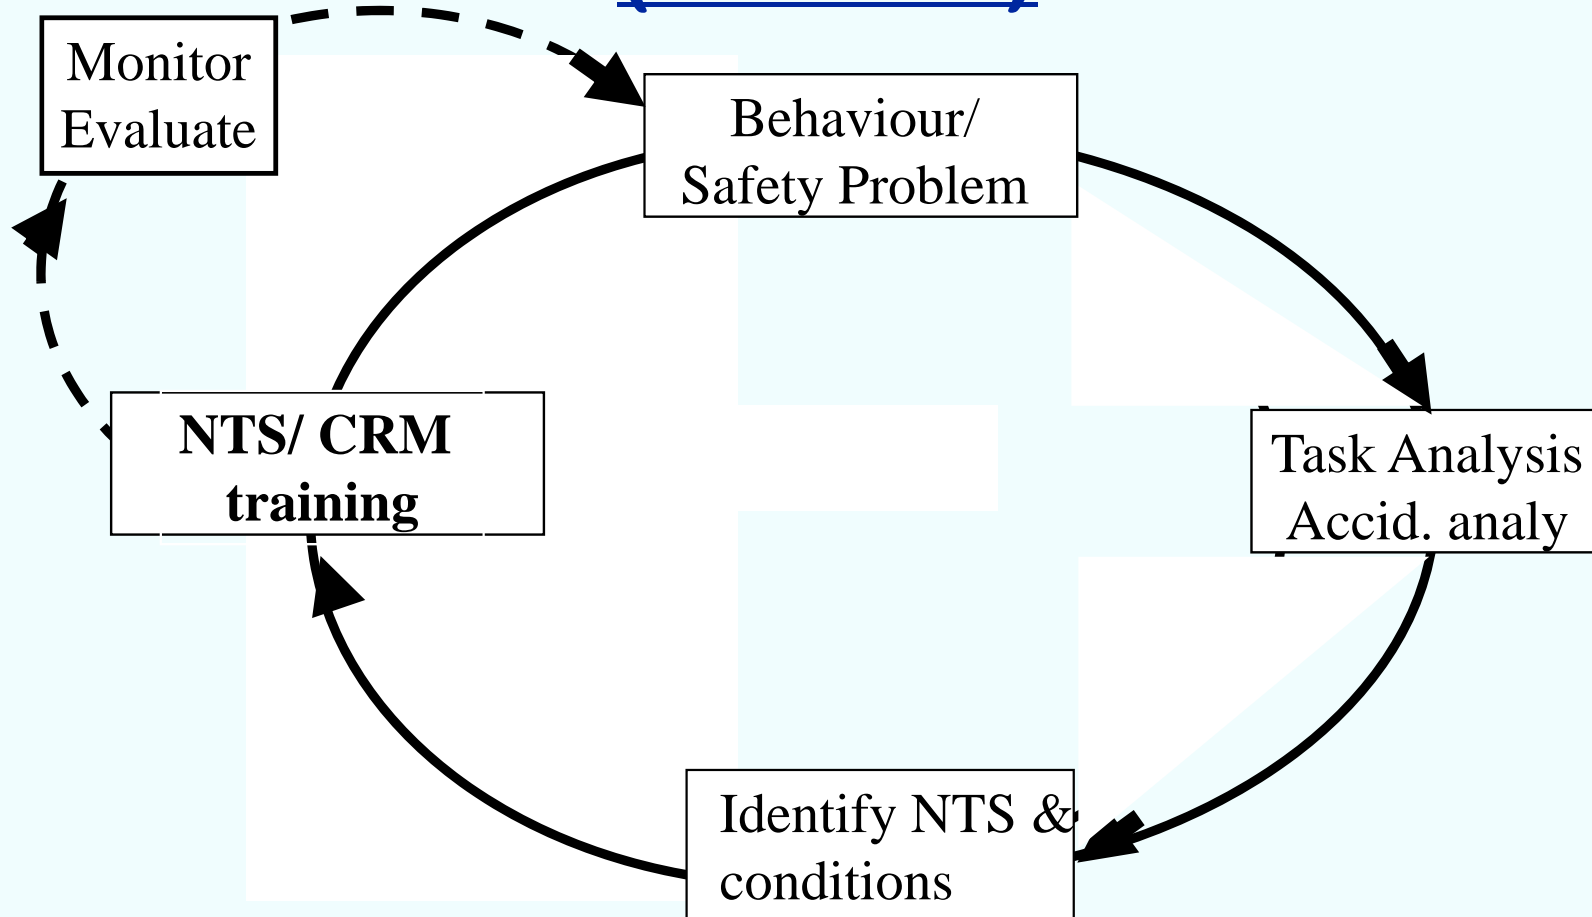 Monitor
Evaluate
Behaviour/
Safety Problem
NTS/ CRM
training
Task Analysis
Accid. analy
Identify NTS &
conditions